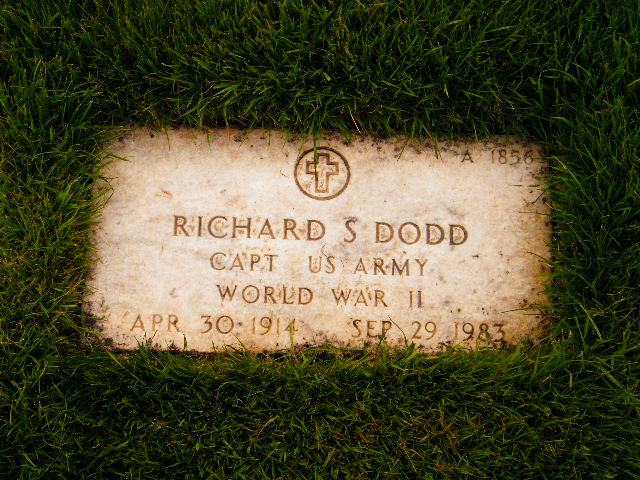 A 1856
RICHARD S DODD
CAPT US ARMY
WORLD WAR II
APR 30 1914 SEP 29 1983